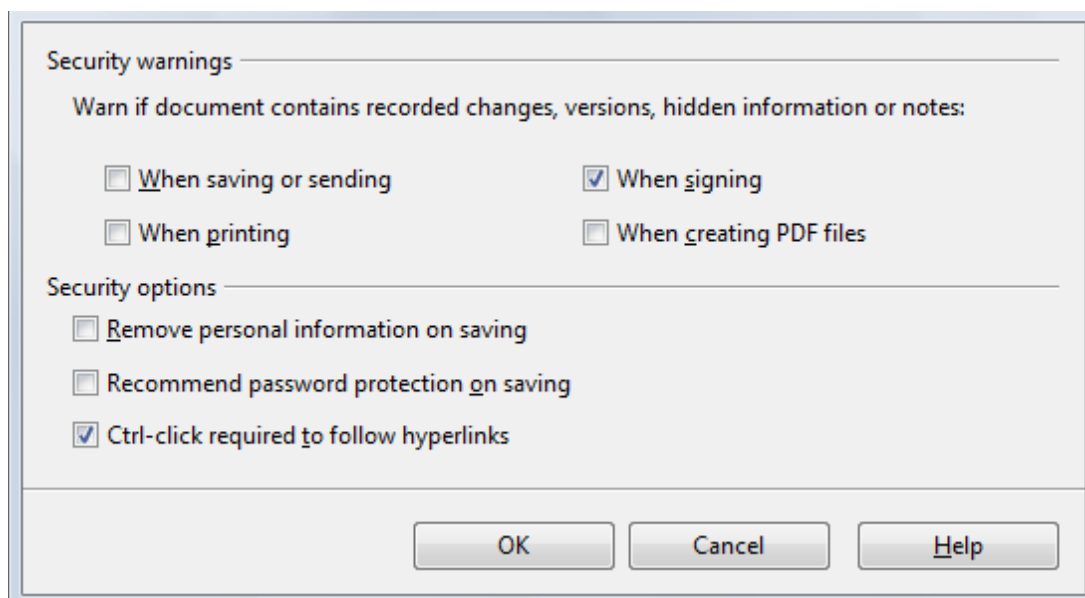 Security warnings
Warn if document contains recorded changes, versions, hidden information or notes:
When saving or sending
When signing
When printing
When creating PDF files
Security options
Remove personal information on saving
Recommend password protection on saving
Ctrl-click required to follow hyperlinks
OK
Cancel
Help